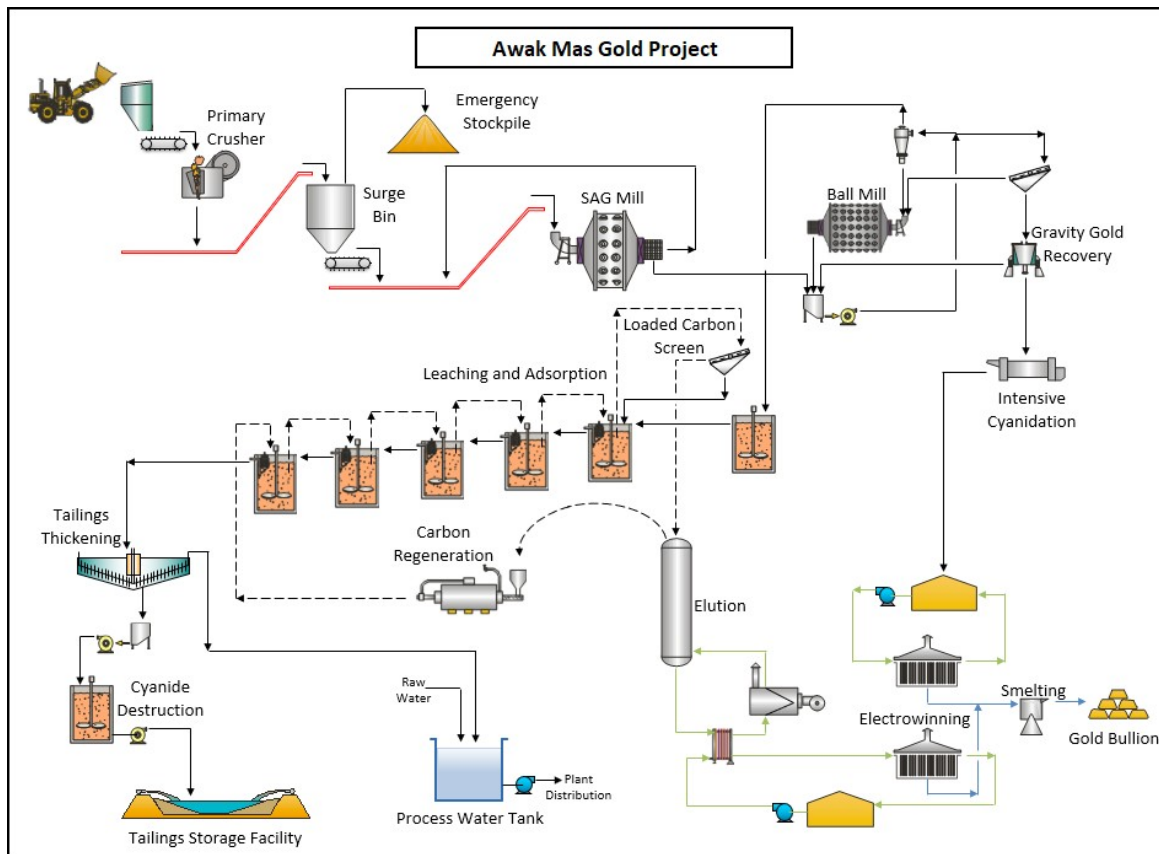 Awak Mas Gold Project
Primary
Crusher
Emergency
Stockpile
Surge
Bin
SAG Mill
Ball Mill
Gravity Gold
Recovery
Loaded Carbon
Screen
Leaching and Adsorption
Intensive
Cyanidation
Tailings
Thickening
Carbon
Regeneration
Elution
Cyanide
Destruction
Raw
Water
Smelting
Electrowinning
Gold Bullion
Plant
Distribution
Process Water Tank
Tailings Storage Facility